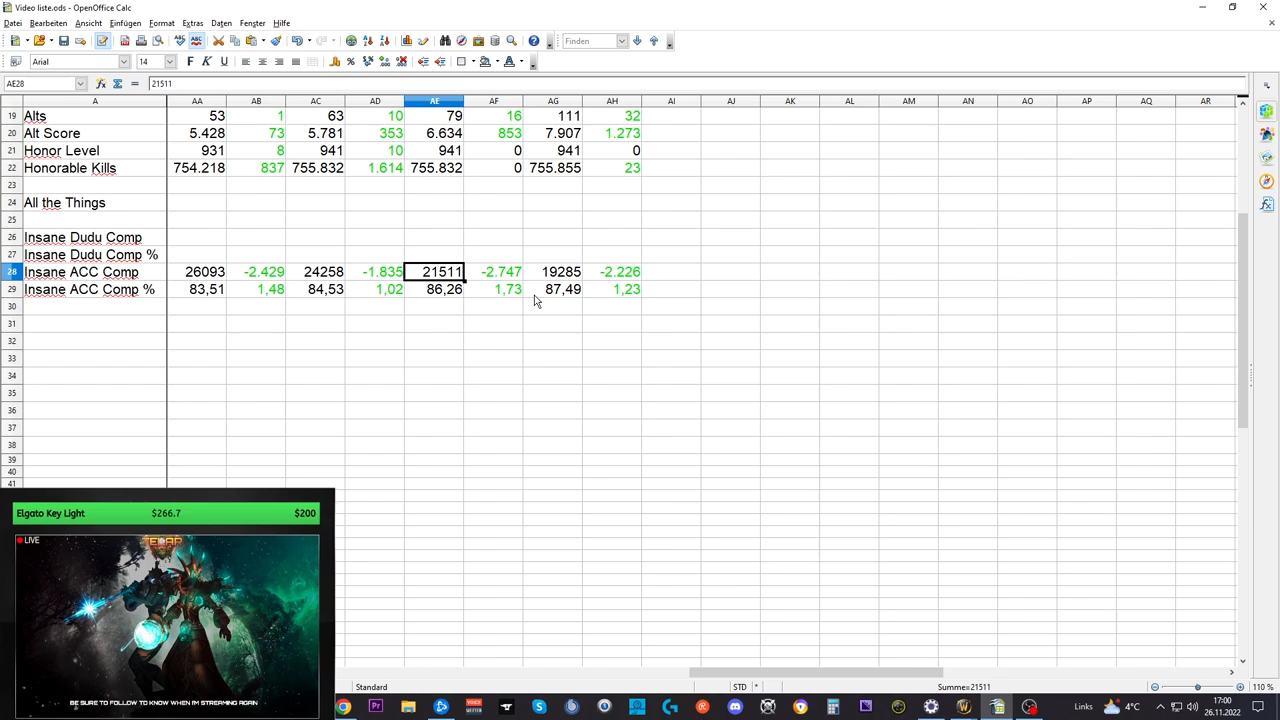 Video liste.ods - OpenOffice Calc
Datei Bearbeiten Ansicht Einfügen Format Extras Daten Fenster Hilfe
Finden
Arial 14 F K U
AE28 21511
A AA AB AC AD AE AF AG AH AI AJ AK AL AM AN AO AP AQ AR
19 Alts 53 1 63 10 79 16 111 32
20 Alt Score 5.428 73 5.781 353 6.634 853 7.907 1.273
21 Honor Level 931 8 941 10 941 0 941 0
22 Honorable Kills 754.218 837 755.832 1.614 755.832 0 755.855 23
23
24 All the Things
25
26 Insane Dudu Comp
27 Insane Dudu Comp %
28 Insane ACC Comp 26093 -2.429 24258 -1.835 21511 -2.747 19285 -2.226
29 Insane ACC Comp % 83,51 1,48 84,53 1,02 86,26 1,73 87,49 1,23
30
31
32
33
34
35
36
37
38
39
40
41
Elgato Key Light $266.7 $200
LIVE
BE SURE TO FOLLOW TO KNOW WHEN I'M STREAMING AGAIN
Standard STD * Summe=21511 110 %
Links 4°C 17:00
26.11.2022